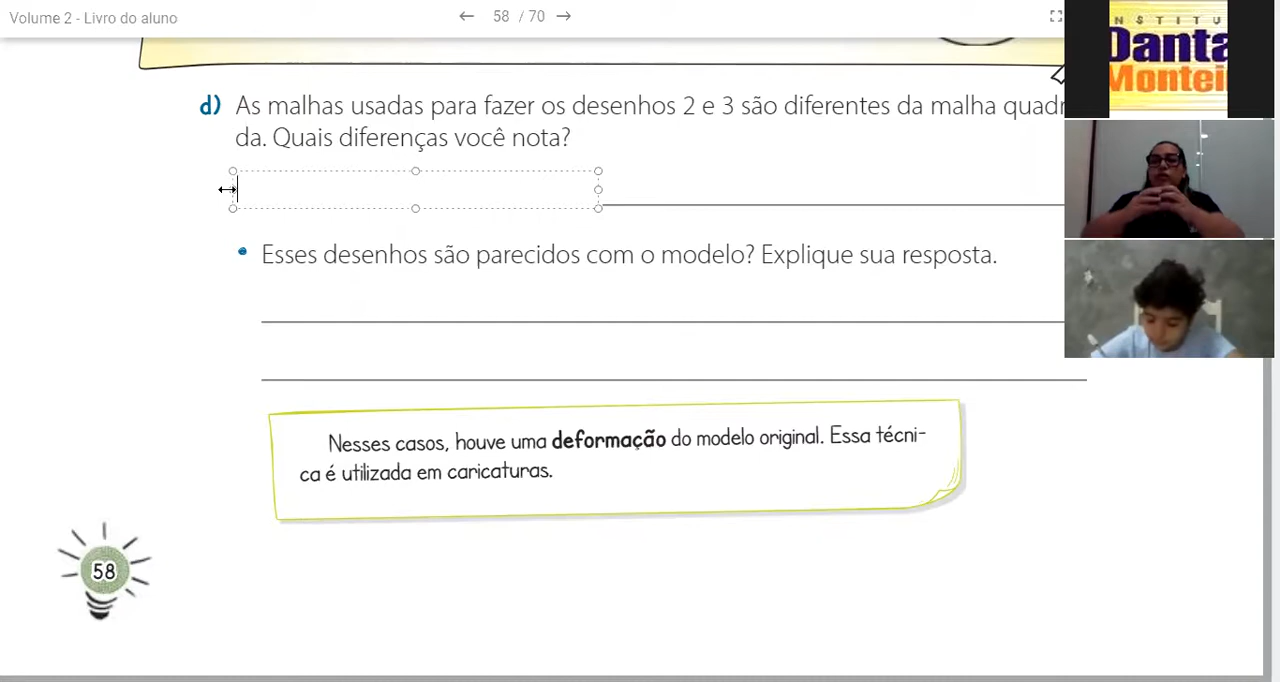 Volume 2 - Livro do aluno
58 / 70
NSTITU
Danta
Montei
d) As malhas usadas para fazer os desenhos 2 e 3 são diferentes da malha quadr
da. Quais diferenças você nota?
Esses desenhos são parecidos com o modelo? Explique sua resposta.
Nesses casos, houve uma deformação do modelo original. Essa técni-
ca é utilizada em caricaturas.
58